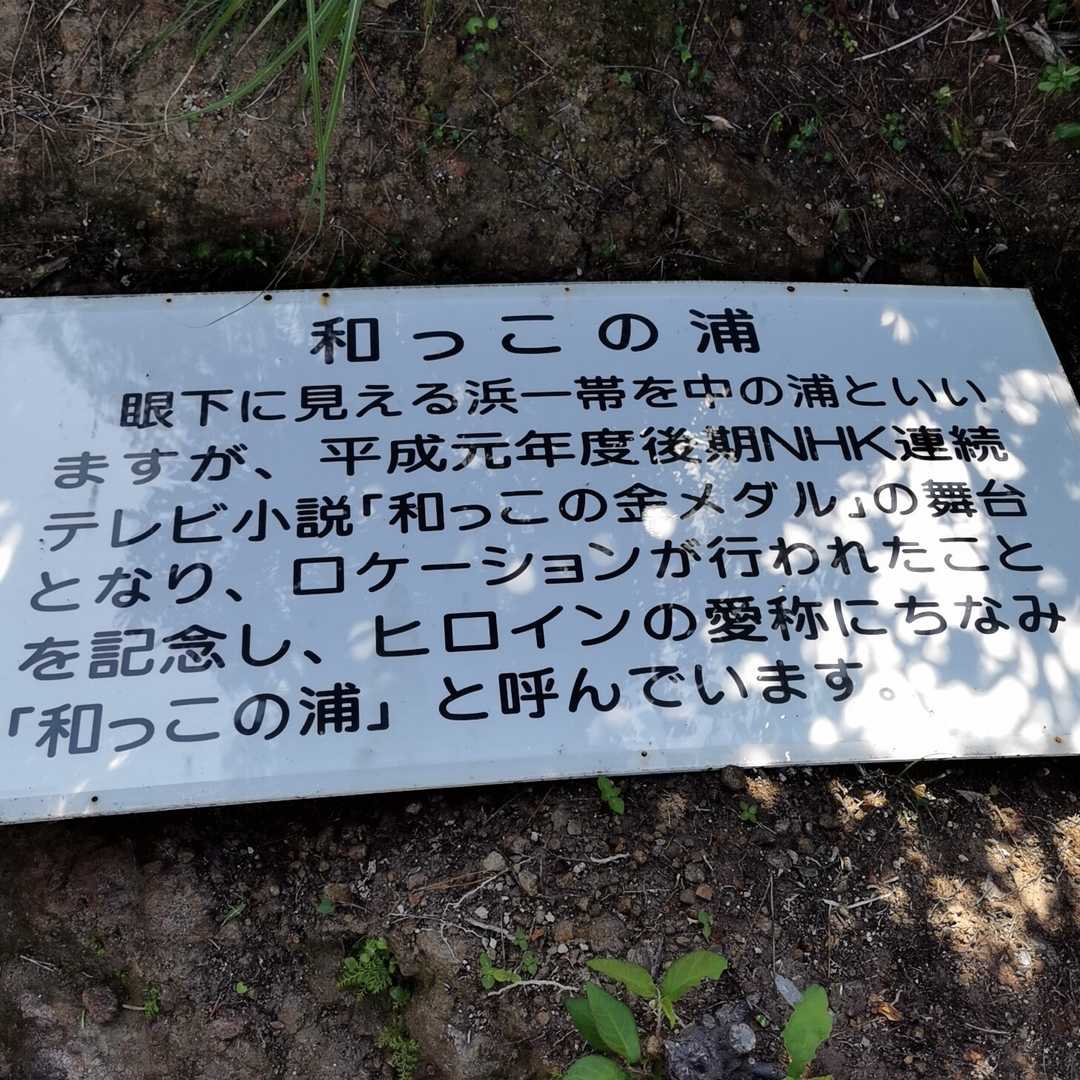 和っこの浦
眼下に見える浜一帯を中の浦といい
ますが、平成元年度後期NHK連続
テレビ小説「和っこの金メダル」の舞台
となり、ロケーションが行われたこと
を記念し、ヒロインの愛称にちなみ
「和っこの浦」と呼んでいます。